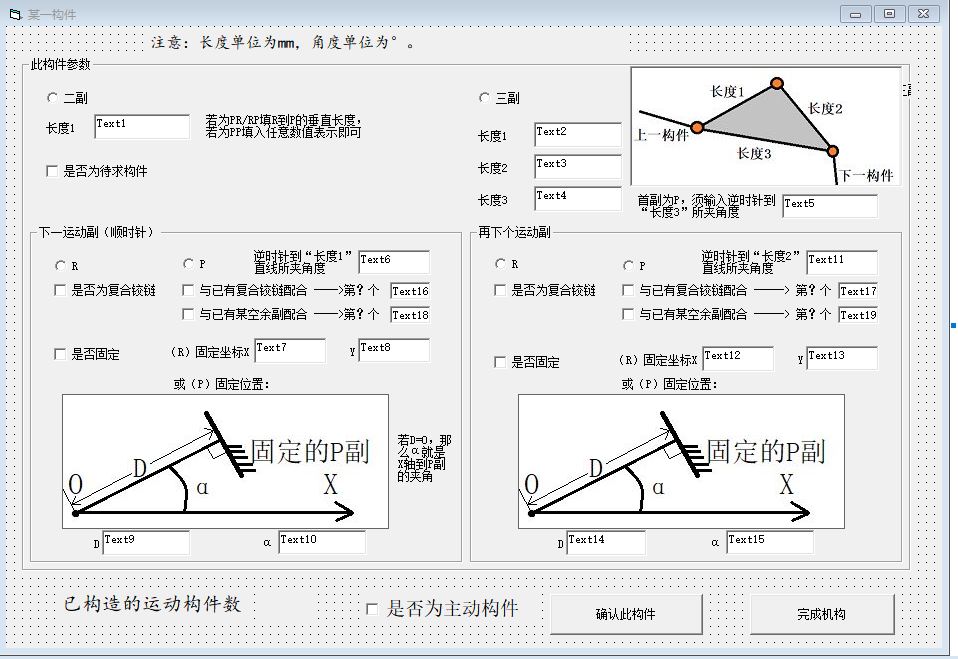 某一构件
注意：长度单位为mm，角度单位为°。
此构件参数
二副
三副
长度1
Text1
若为PR/RP填R到P的垂直长度，
若为PP填入任意数值表示即可
是否为待求构件
长度1
Text2
长度2
Text3
长度3
Text4
长度1
长度2
上一构件
长度3
下一构件
首副为P，须输入逆时针到
“长度3”所夹角度
Text5
下一运动副（顺时针）
R
P
逆时针到“长度1”
直线所夹角度
Text6
是否为复合铰链
与已有复合铰链配合 ——>第？个
Text16
与已有某空余副配合 ——>第？个
Text18
是否固定
（R）固定坐标X
Text7
Y
Text8
或（P）固定位置：
O
D
α
X
固定的P副
若D=0，那
么α就是
X轴到P副
的夹角
D
Text9
α
Text10
再下个运动副
R
P
逆时针到“长度2”
直线所夹角度
Text11
是否为复合铰链
与已有复合铰链配合 ——> 第？个
Text17
与已有某空余副配合 ——> 第？个
Text19
是否固定
（R）固定坐标X
Text12
Y
Text13
或（P）固定位置：
O
D
α
X
固定的P副
D
Text14
α
Text15
已构造的运动构件数
是否为主动构件
确认此构件
完成机构